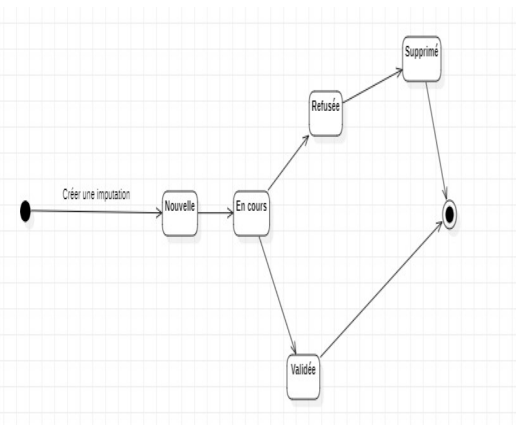 Supprimé
Refusée
Créer une imputation
Nouvelle
En cours
Validée